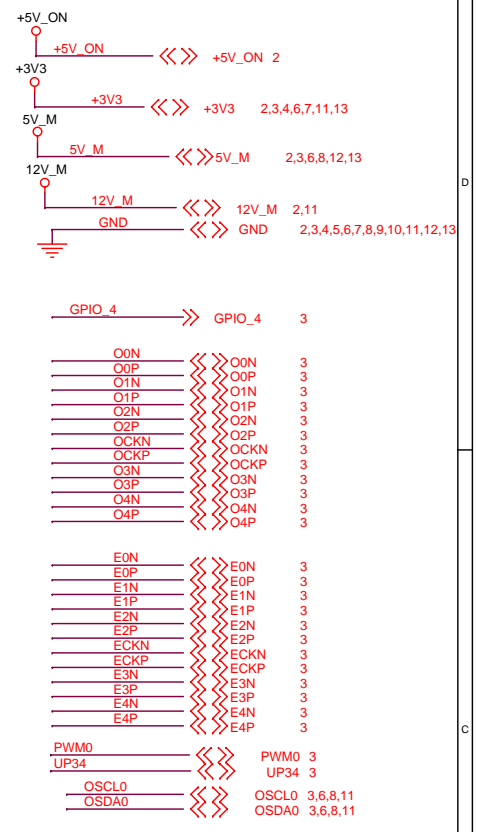 +5V_ON
+5V_ON +5V_ON 2
+3V3
+3V3 +3V3 2,3,4,6,7,11,13
5V_M
5V_M 5V_M 2,3,6,8,12,13
12V_M
D
12V_M 12V_M 2,11
GND GND 2,3,4,5,6,7,8,9,10,11,12,13
GPIO_4 GPIO_4 3
O0N O0N 3
O0P O0P 3
O1N O1N 3
O1P O1P 3
O2N O2N 3
O2P O2P 3
OCKN OCKN 3
OCKP OCKP 3
O3N O3N 3
O3P O3P 3
O4N O4N 3
O4P O4P 3
E0N E0N 3
E0P E0P 3
E1N E1N 3
E1P E1P 3
E2N E2N 3
E2P E2P 3
ECKN ECKN 3
ECKP ECKP 3
E3N E3N 3
E3P E3P 3
E4N E4N 3
E4P E4P 3
C
PWM0 PWM0 3
UP34 UP34 3
OSCL0 OSCL0 3,6,8,11
OSDA0 OSDA0 3,6,8,11